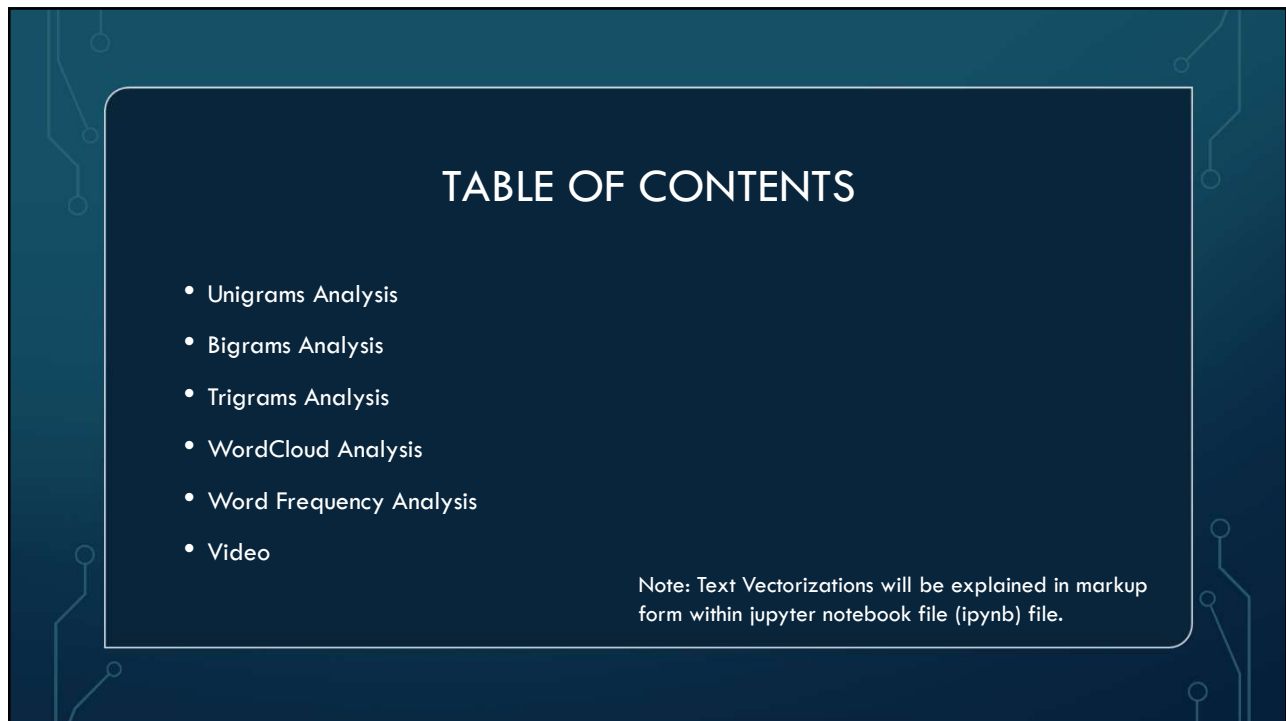 TABLE OF CONTENTS
• Unigrams Analysis
• Bigrams Analysis
• Trigrams Analysis
• WordCloud Analysis
• Word Frequency Analysis
• Video
Note: Text Vectorizations will be explained in markup
form within jupyter notebook file (ipynb) file.